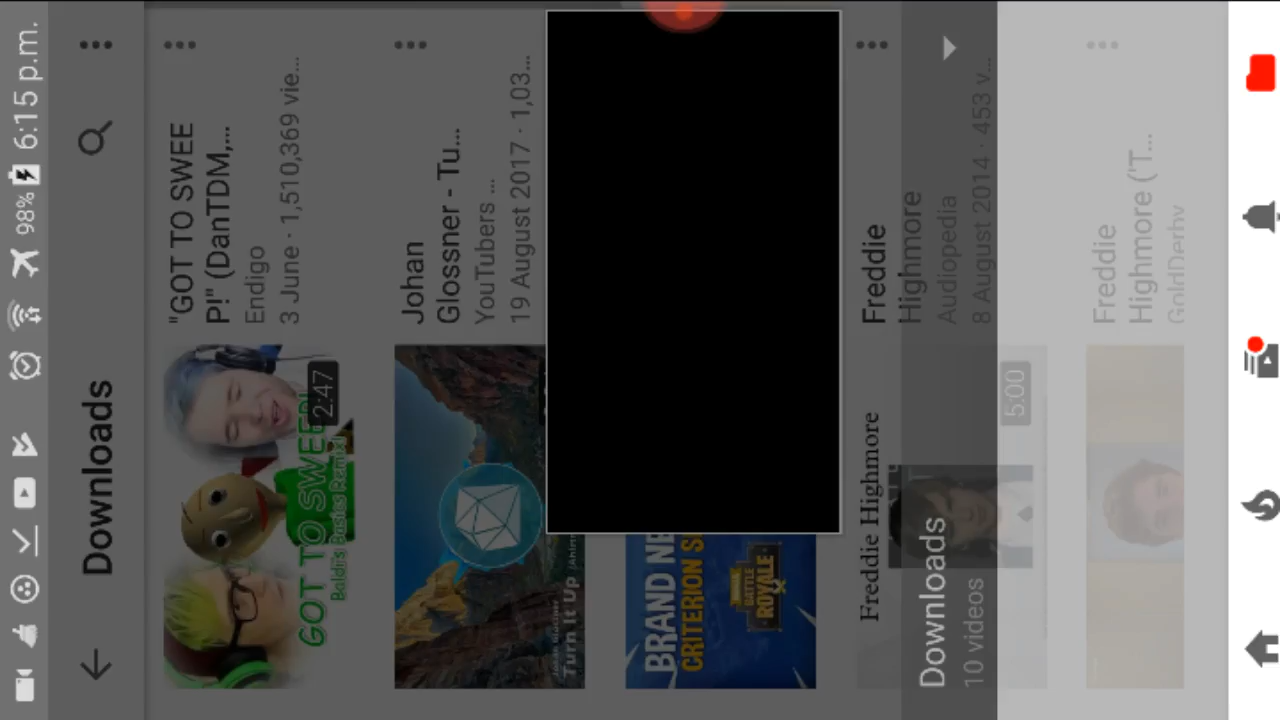 98% 6:15 p.m.
Downloads
"GOT TO SWEE
P!" (DanTDM,...
Endigo
3 June · 1,510,369 vie...
2:47
GOT TO SWEEP!
Baldi's Basics Remix!
Johan
Glossner - Tu...
YouTubers ...
19 August 2017 · 1,03...
Turn It Up
BRAND NE
CRITERION S
BATTLE
ROYALE
Freddie
Highmore
Audiopedia
8 August 2014 · 453 v...
Freddie Highmore
5:00
Downloads
10 videos
Freddie
Highmore ('T...
GoldDerby